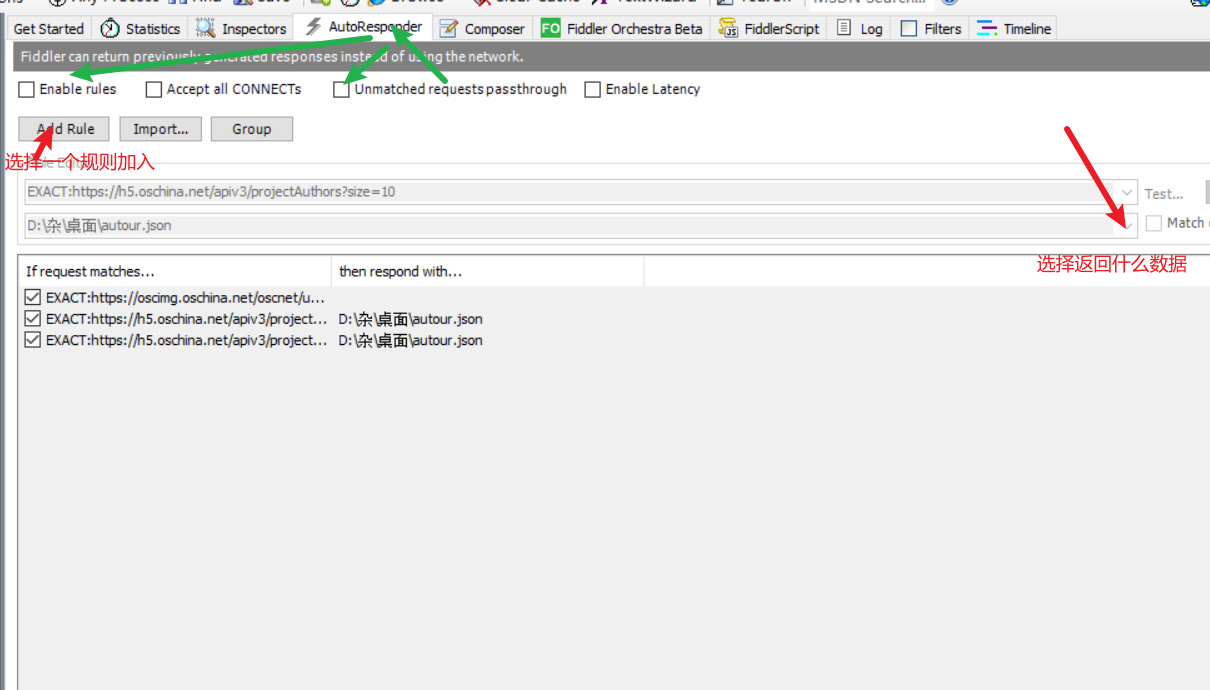 Get Started Statistics Inspectors AutoResponder Composer FO Fiddler Orchestra Beta FiddlerScript Log Filters Timeline
Fiddler can return previously generated responses instead of using the network.
Enable rules Accept all CONNECTs Unmatched requests passthrough Enable Latency
Add Rule Import... Group
选择一个规则加入
EXACT:https://h5.oschina.net/apiv3/projectAuthors?size=10 Test...
D:\杂\桌面\autour.json Match
选择返回什么数据
If request matches... then respond with...
EXACT:https://oscimg.oschina.net/oscnet/u...
EXACT:https://h5.oschina.net/apiv3/project... D:\杂\桌面\autour.json
EXACT:https://h5.oschina.net/apiv3/project... D:\杂\桌面\autour.json